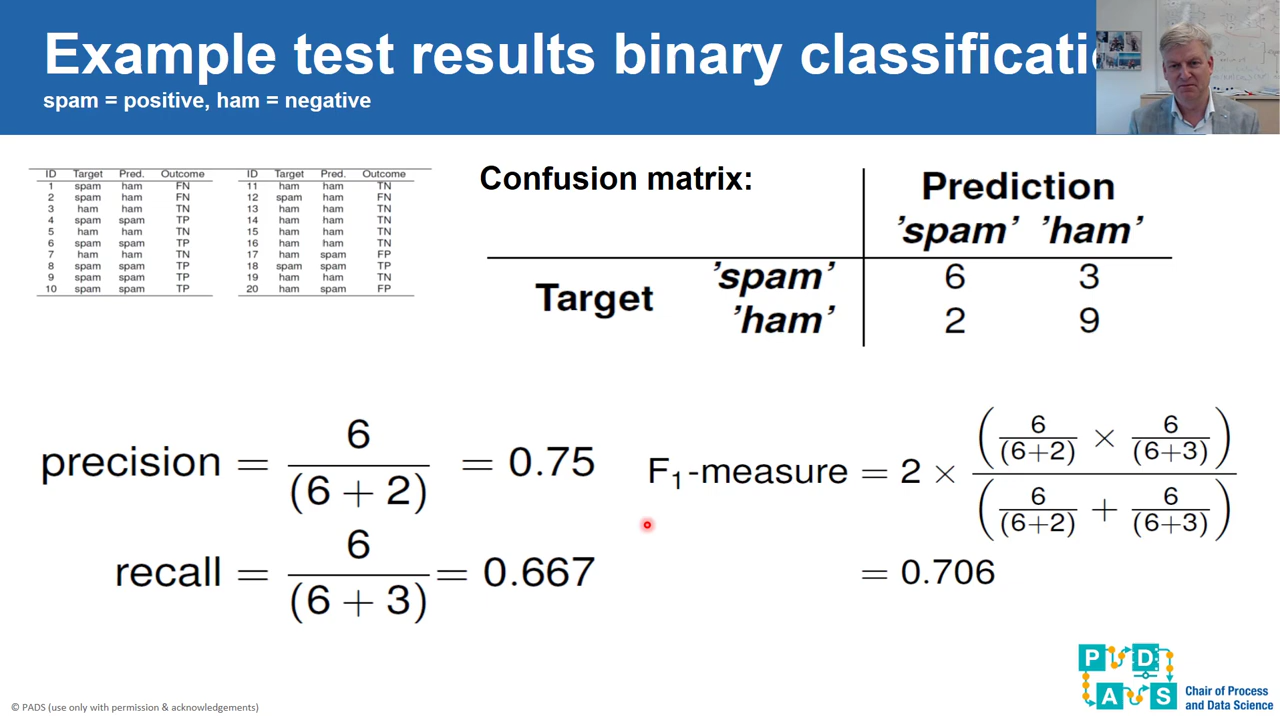 Example test results binary classificati
spam = positive, ham = negative
ID Target Pred. Outcome
1 spam ham FN
2 spam ham FN
3 ham ham TN
4 spam spam TP
5 ham ham TN
6 spam spam TP
7 ham ham TN
8 spam spam TP
9 spam spam TP
10 spam spam TP
ID Target Pred. Outcome
11 ham ham TN
12 spam ham FN
13 ham ham TN
14 ham ham TN
15 ham ham TN
16 ham ham TN
17 ham spam FP
18 spam spam TP
19 ham ham TN
20 ham spam FP
Confusion matrix:
Prediction
'spam' 'ham'
Target
'spam' 6 3
'ham' 2 9
precision = 6 / (6 + 2) = 0.75
recall = 6 / (6 + 3) = 0.667
F₁-measure = 2 × (6/(6+2) × 6/(6+3)) / (6/(6+2) + 6/(6+3))
= 0.706
P D
A S
Chair of Process
and Data Science
© PADS (use only with permission & acknowledgements)